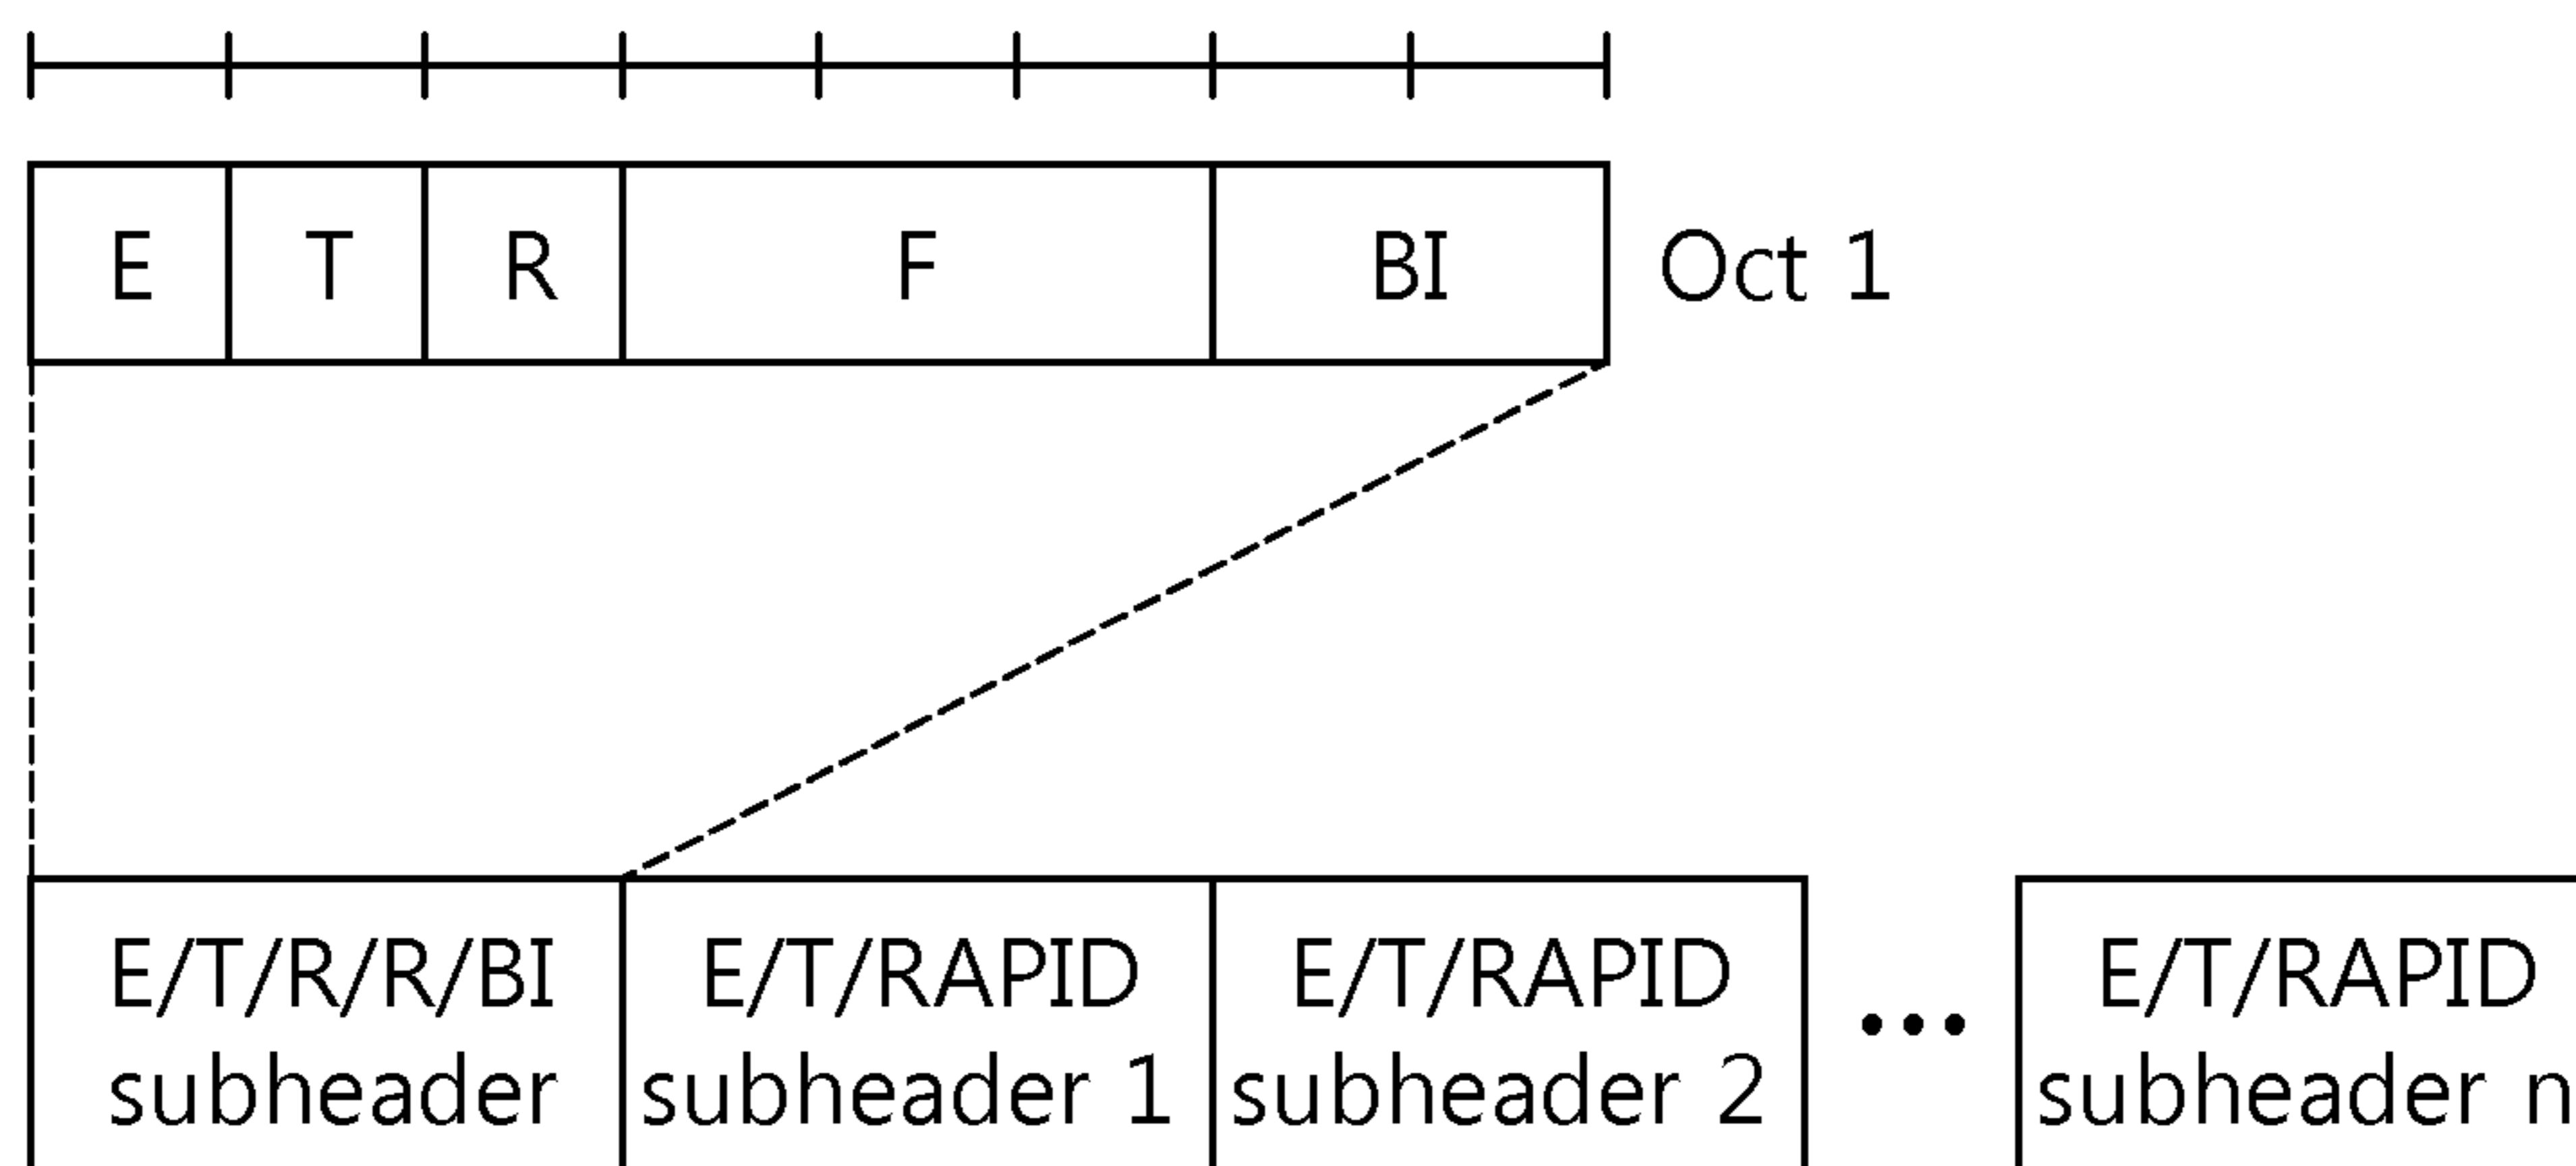 E T R F BI Oct 1
E/T/R/R/BI E/T/RAPID E/T/RAPID ••• E/T/RAPID
subheader subheader 1 subheader 2 subheader n